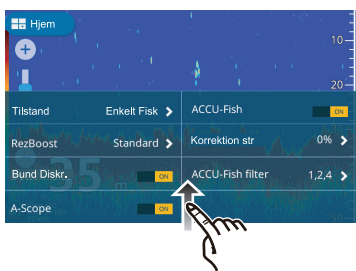 Hjem
10
20
Tilstand Enkelt Fisk ACCU-Fish ON
RezBoost Standard Korrektion str 0%
Bund Diskr. ON ACCU-Fish filter 1,2,4
35 m
A-Scope ON